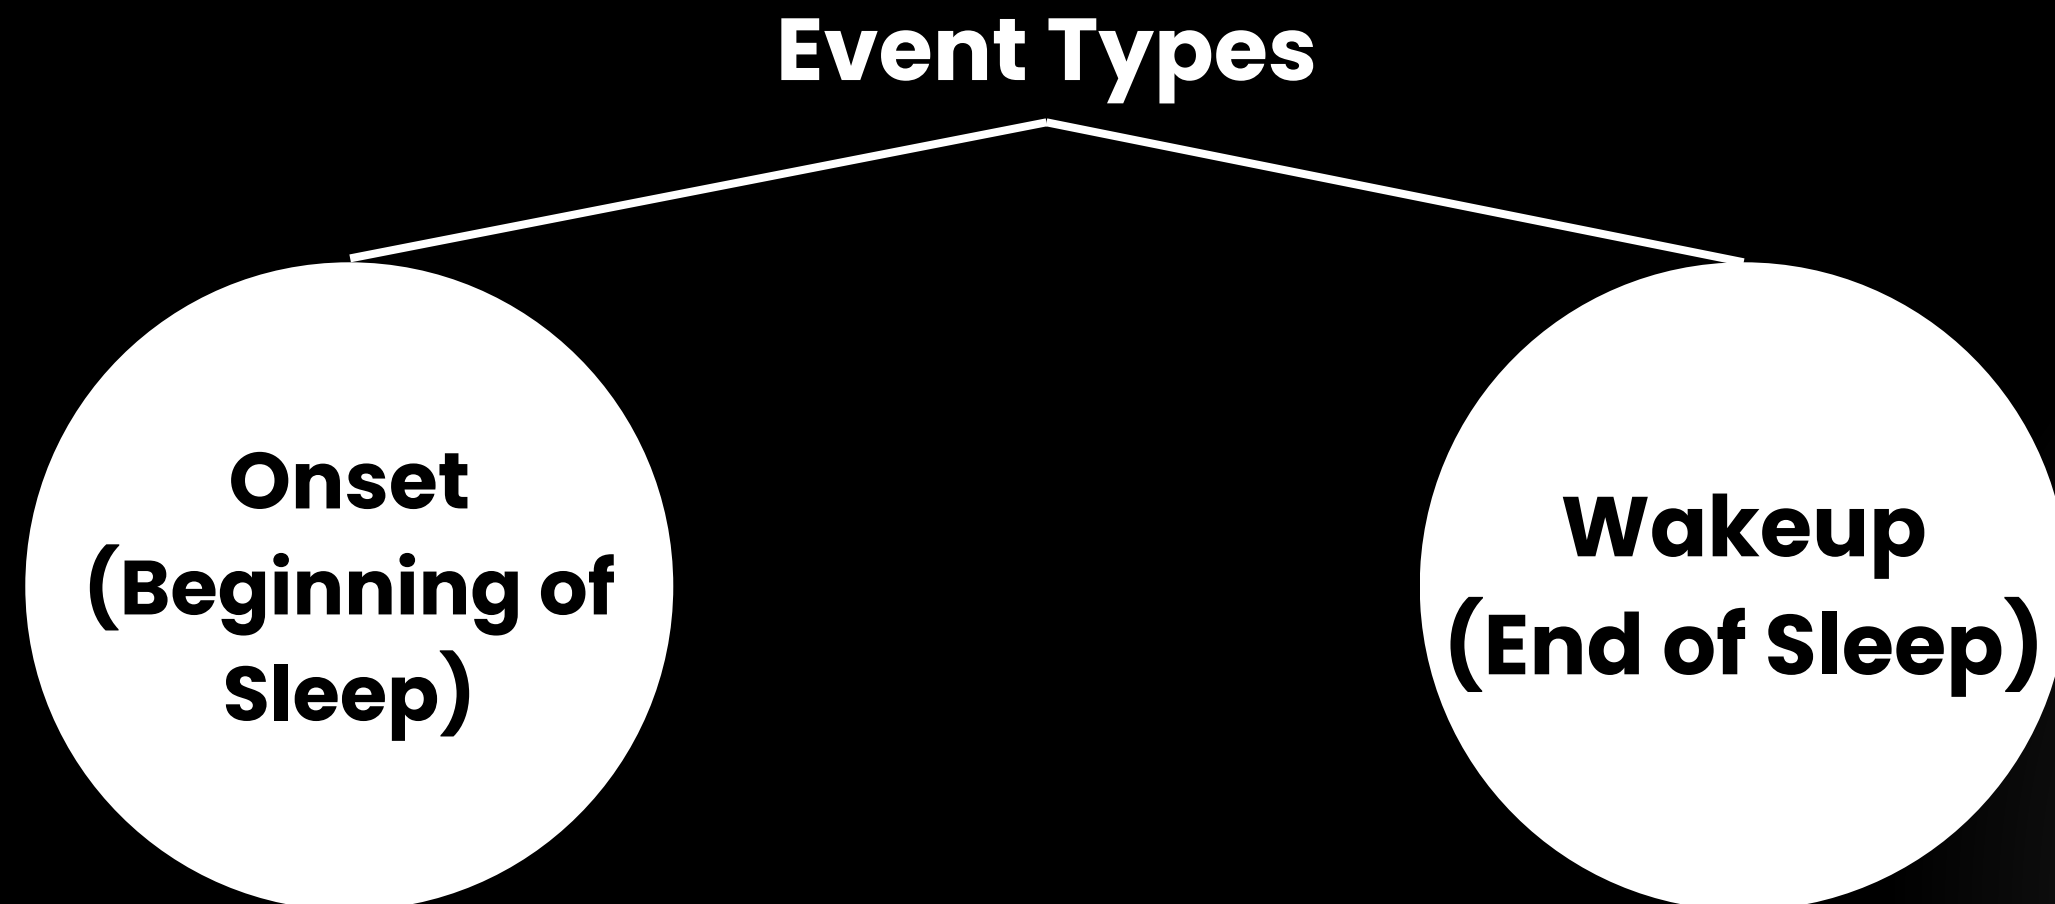 Event Types
Onset
(Beginning of
Sleep)
Wakeup
(End of Sleep)